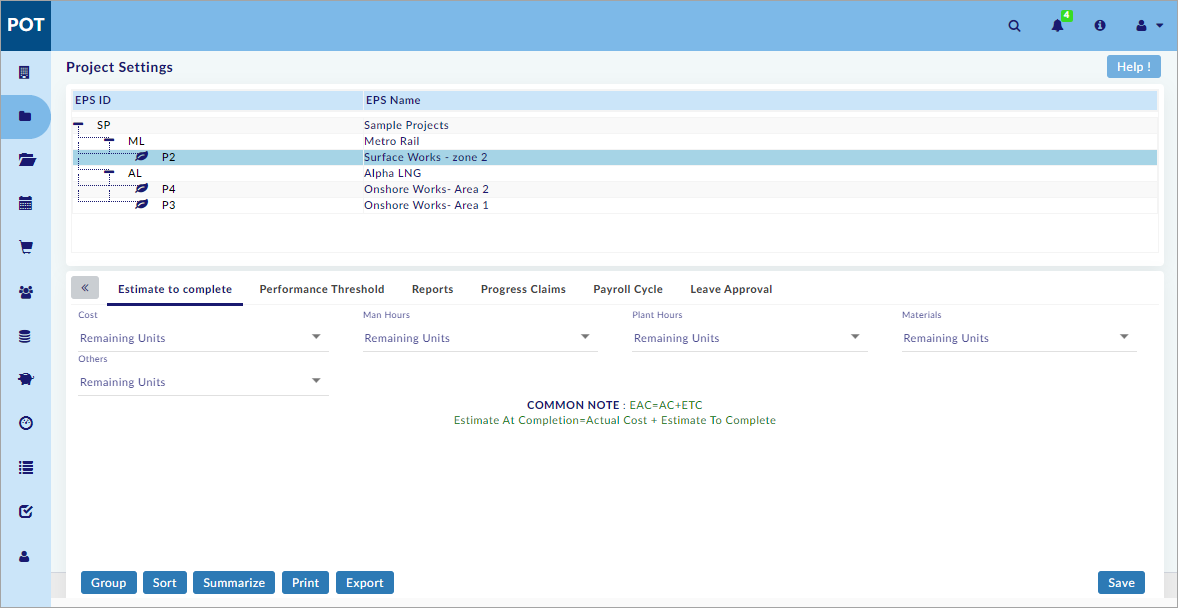 POT
4
Project Settings
Help !
EPS ID EPS Name
SP Sample Projects
ML Metro Rail
P2 Surface Works - zone 2
AL Alpha LNG
P4 Onshore Works- Area 2
P3 Onshore Works- Area 1
« Estimate to complete Performance Threshold Reports Progress Claims Payroll Cycle Leave Approval
Cost Man Hours Plant Hours Materials
Remaining Units Remaining Units Remaining Units Remaining Units
Others
Remaining Units
COMMON NOTE : EAC=AC+ETC
Estimate At Completion=Actual Cost + Estimate To Complete
Group Sort Summarize Print Export Save